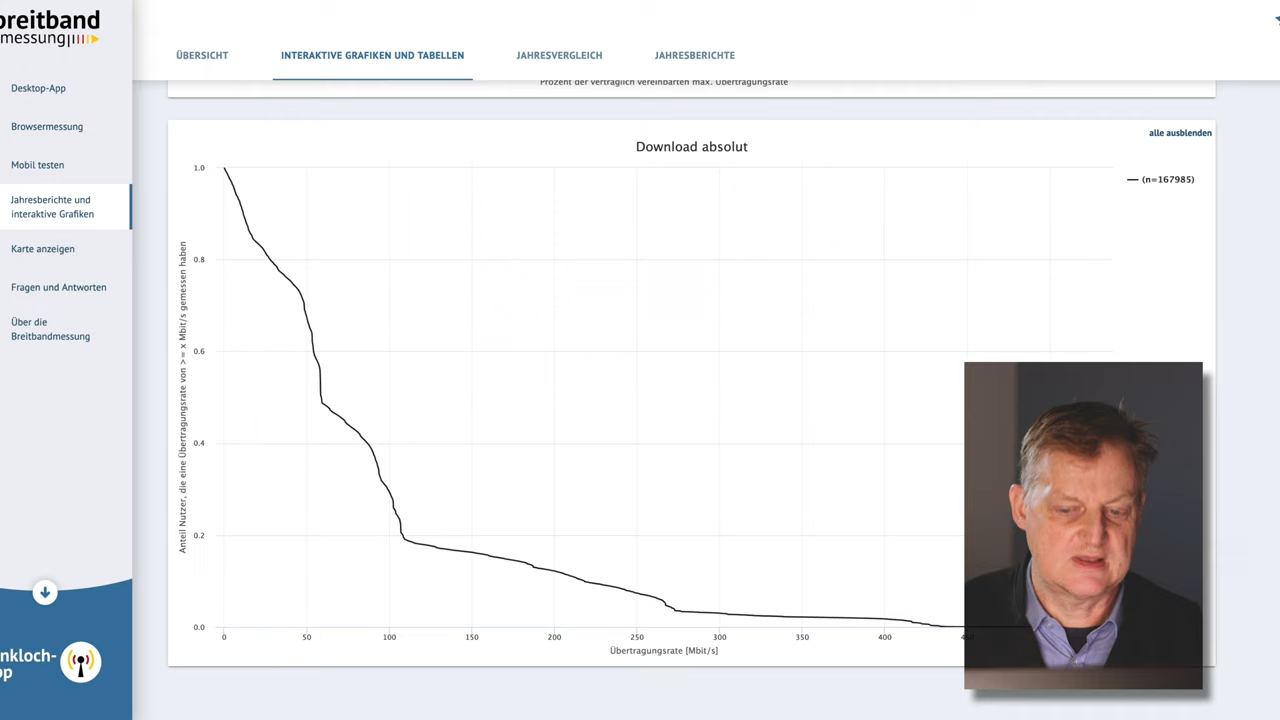 breitband
messung
ÜBERSICHT
INTERAKTIVE GRAFIKEN UND TABELLEN
JAHRESVERGLEICH
JAHRESBERICHTE
Desktop-App
Browsermessung
Mobil testen
Jahresberichte und
interaktive Grafiken
Karte anzeigen
Fragen und Antworten
Über die
Breitbandmessung
nkloch-
pp
Prozent der vertraglich vereinbarten max. Übertragungsrate
alle ausblenden
Download absolut
(n=167985)
Anteil Nutzer, die eine Übertragungsrate von >= x Mbit/s gemessen haben
1.0
0.8
0.6
0.4
0.2
0.0
0 50 100 150 200 250 300 350 400
Übertragungsrate [Mbit/s]